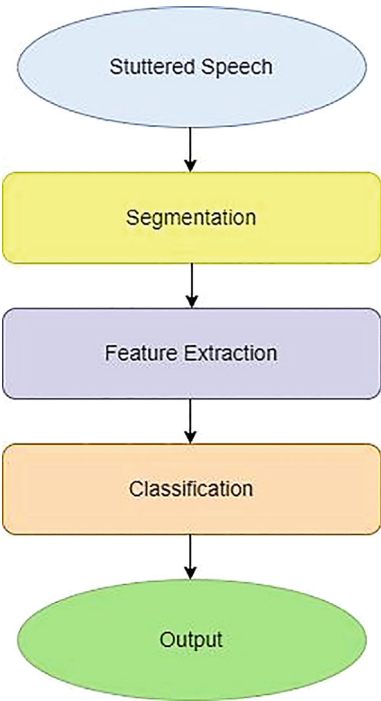 Stuttered Speech
Segmentation
Feature Extraction
Classification
Output